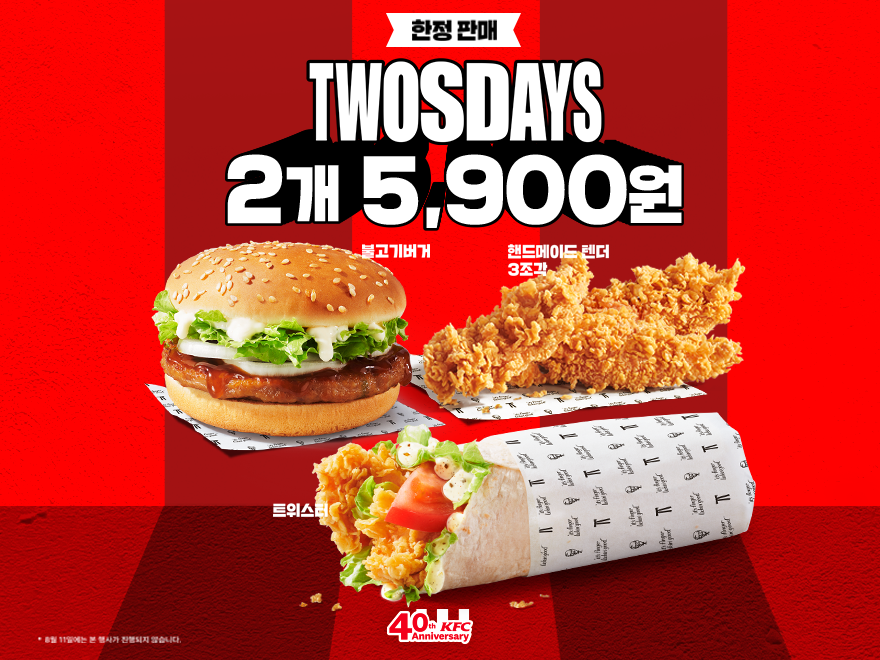 한정 판매
TWOSDAYS
2개 5,900원
불고기버거
핸드메이드 텐더
3조각
트위스터
* 8월 11일에는 본 행사가 진행되지 않습니다.
40th KFC
Anniversary